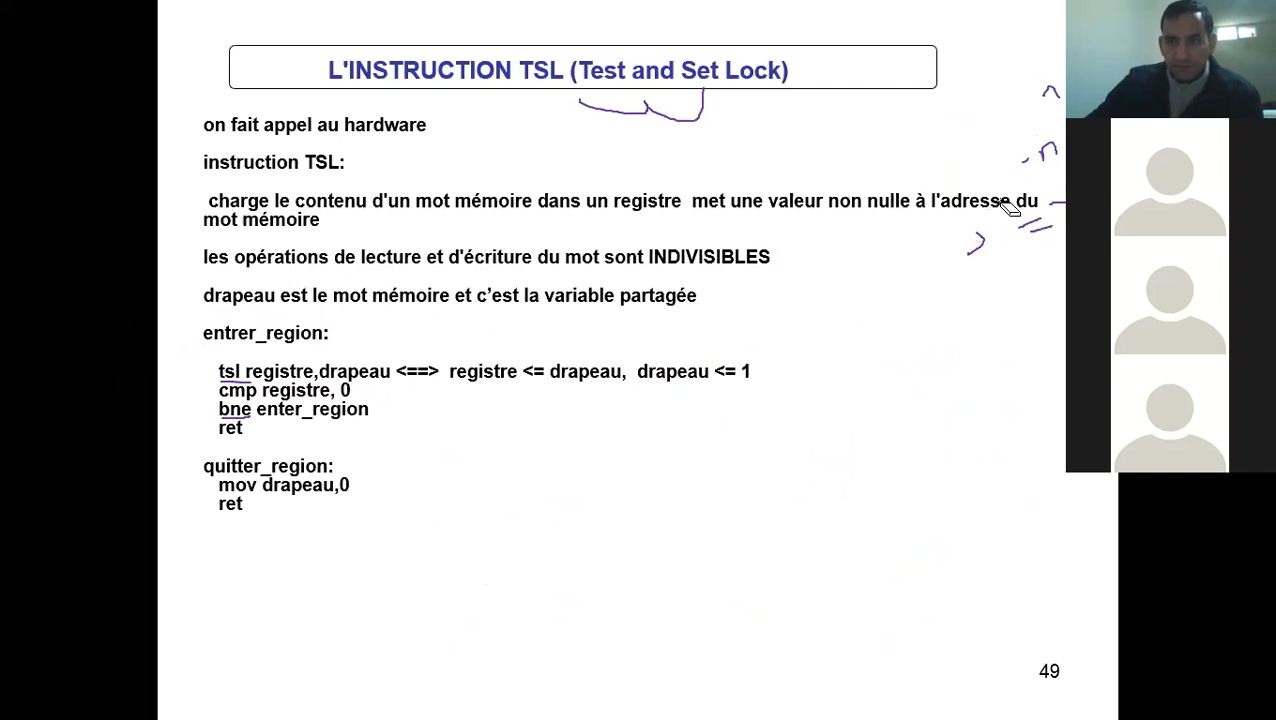 L'INSTRUCTION TSL (Test and Set Lock)
on fait appel au hardware
instruction TSL:
charge le contenu d'un mot mémoire dans un registre met une valeur non nulle à l'adresse du
mot mémoire
les opérations de lecture et d'écriture du mot sont INDIVISIBLES
drapeau est le mot mémoire et c'est la variable partagée
entrer_region:
tsl registre,drapeau <==> registre <= drapeau, drapeau <= 1
cmp registre, 0
bne enter_region
ret
quitter_region:
mov drapeau,0
ret
49